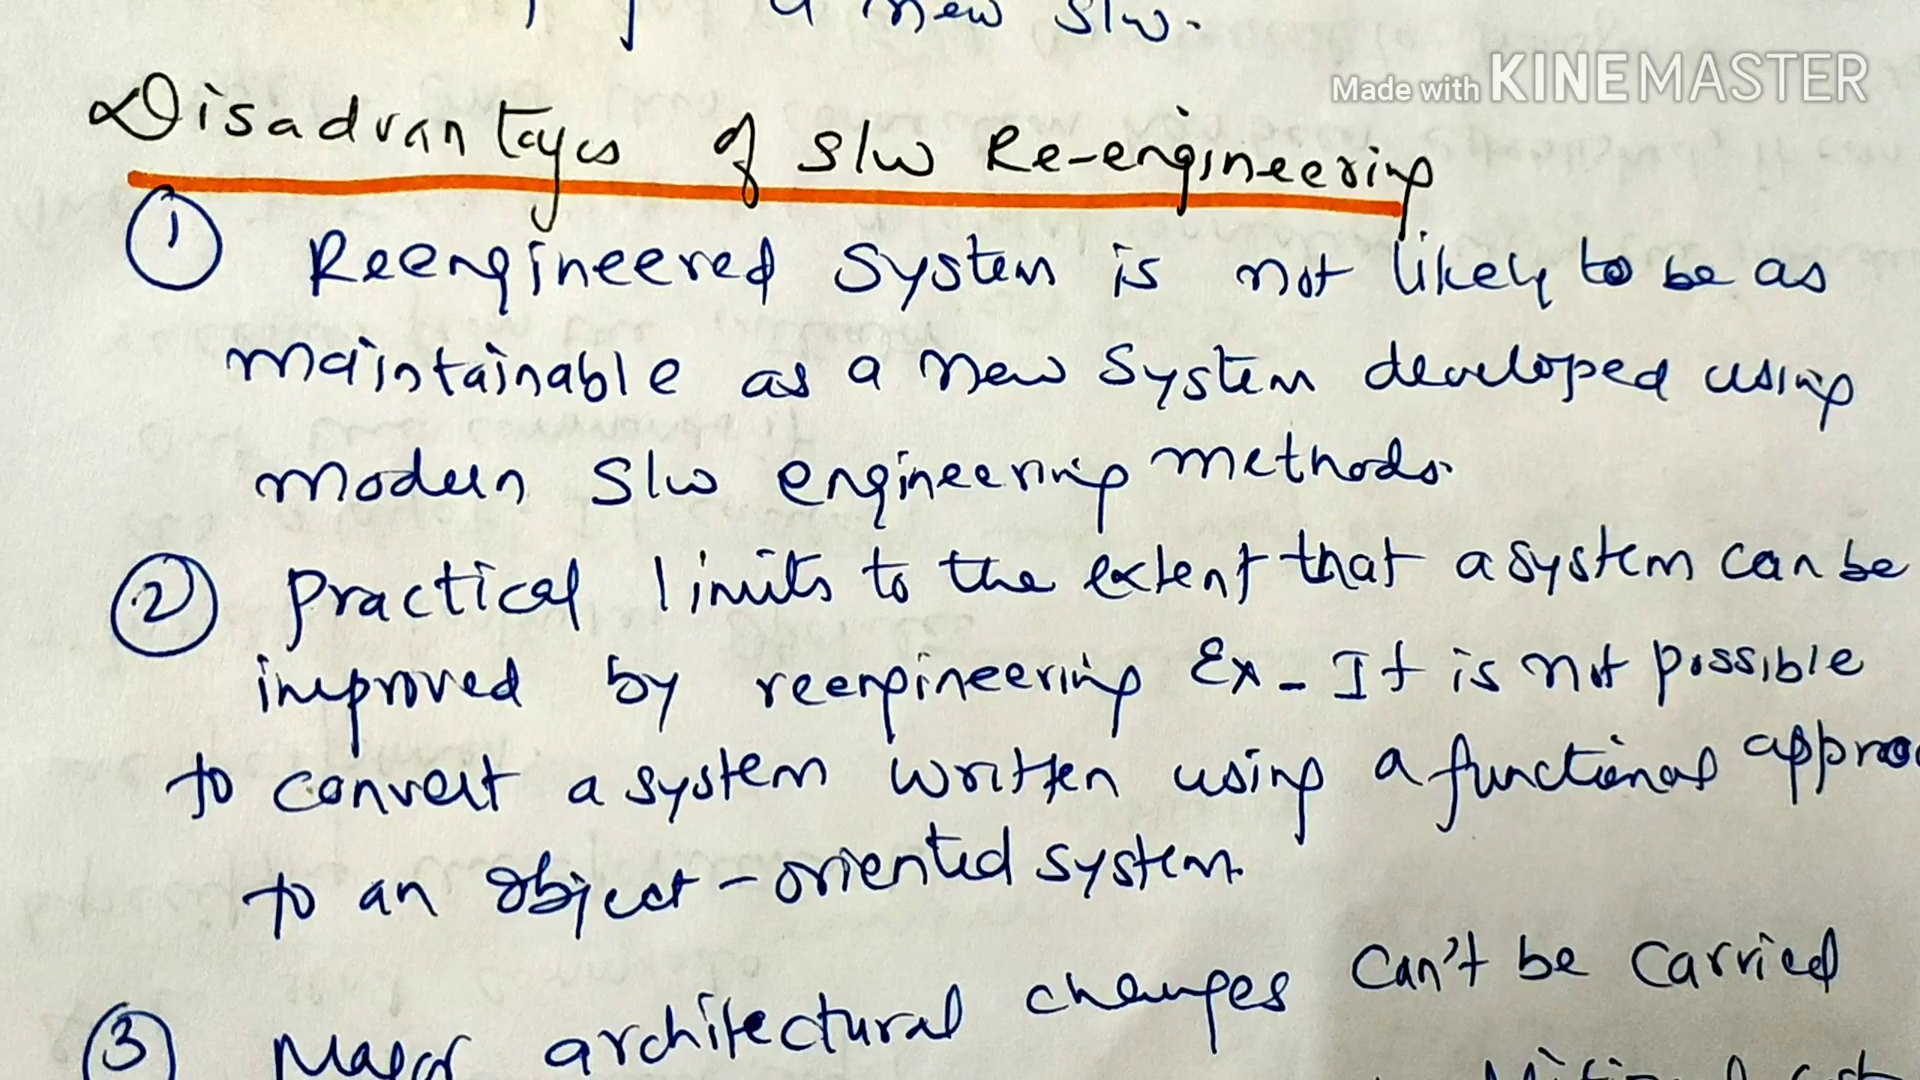 a new S/w.
Made with KINEMASTER
Disadvantages of S/w Re-engineering
1 Reengineered System is not likely to be as
maintainable as a new System developed using
modern S/w engineering methods.
2 practical limits to the extent that a system can be
improved by reengineering Ex - It is not possible
to convert a system written using a functional approa
to an object-oriented system.
3 Major architectural changes can't be carried